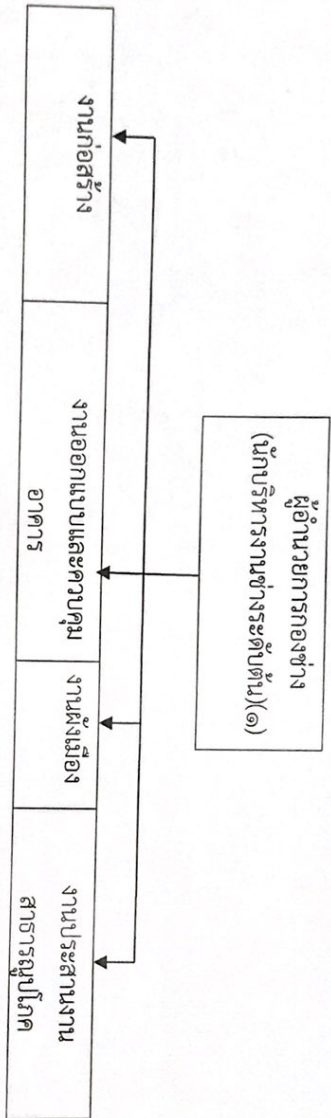 ผู้อำนวยการกองช่าง
(นักบริหารงานช่างระดับต้น)(๑)
งานก่อสร้าง
งานออกแบบและควบคุม
อาคาร
งานผังเมือง
งานประสานงาน
สาธารณูปโภค